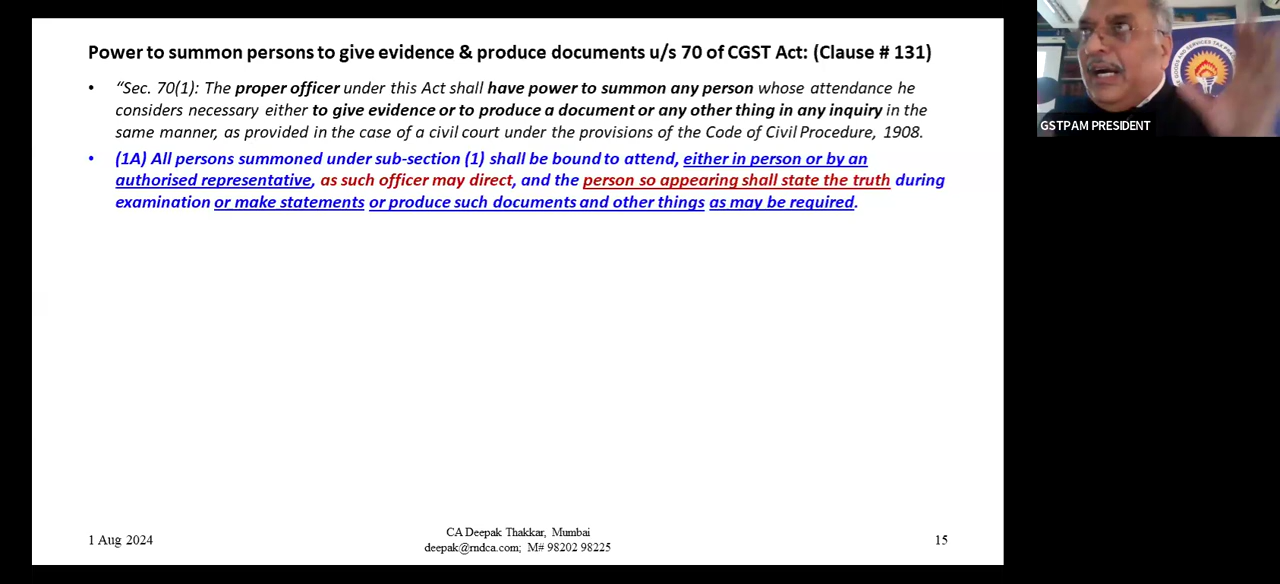 Power to summon persons to give evidence & produce documents u/s 70 of CGST Act: (Clause # 131)
• “Sec. 70(1): The proper officer under this Act shall have power to summon any person whose attendance he
considers necessary either to give evidence or to produce a document or any other thing in any inquiry in the
same manner, as provided in the case of a civil court under the provisions of the Code of Civil Procedure, 1908.
• (1A) All persons summoned under sub-section (1) shall be bound to attend, either in person or by an
authorised representative, as such officer may direct, and the person so appearing shall state the truth during
examination or make statements or produce such documents and other things as may be required.
1 Aug 2024
CA Deepak Thakkar, Mumbai
deepak@rndca.com; M# 98202 98225
15
GSTPAM PRESIDENT